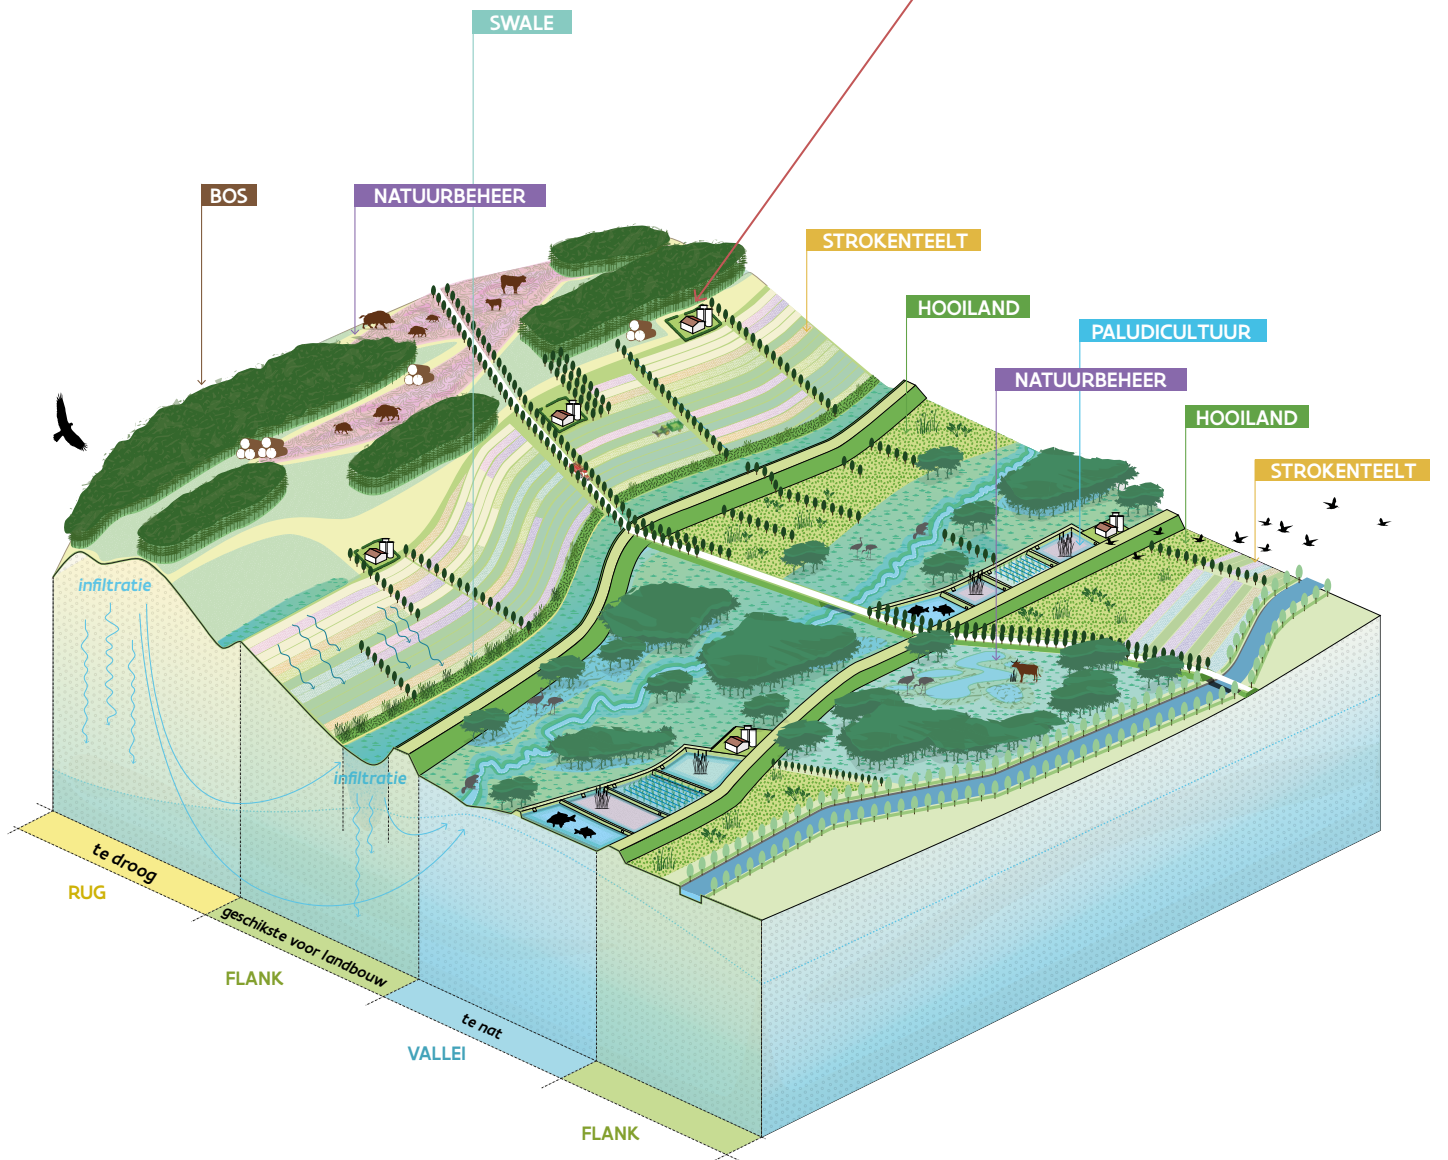 SWALE
BOS
NATUURBEHEER
STROKENTEELT
HOOILAND
PALUDICULTUUR
NATUURBEHEER
HOOILAND
STROKENTEELT
infiltratie
infiltratie
te droog
RUG
geschikste voor landbouw
FLANK
te nat
VALLEI
FLANK